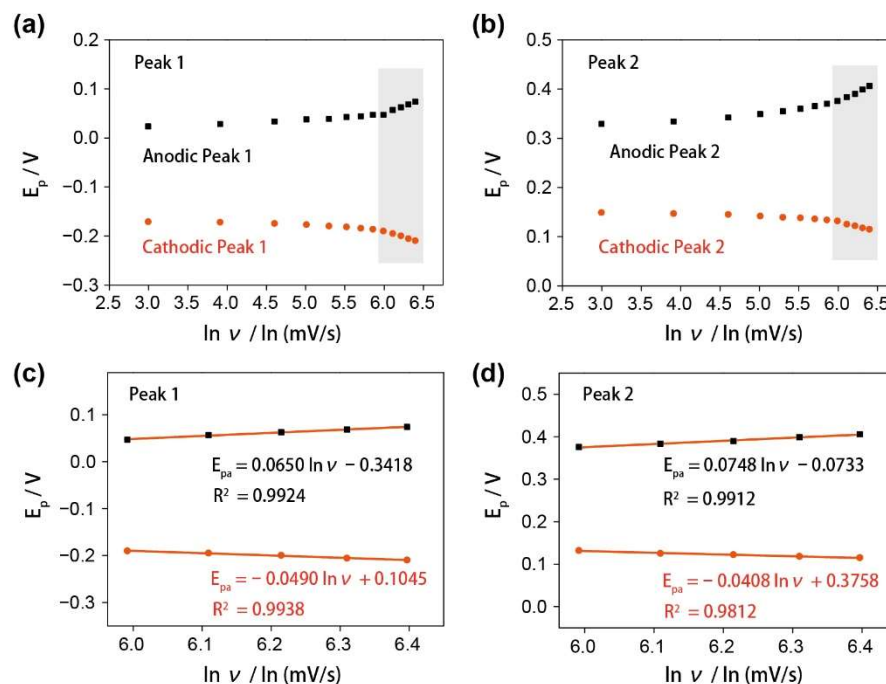 (a)
Peak 1
0.2
0.1
0.0
−0.1
−0.2
−0.3
Ep / V
Anodic Peak 1
Cathodic Peak 1
2.5 3.0 3.5 4.0 4.5 5.0 5.5 6.0 6.5
ln ν / ln (mV/s)
(b)
Peak 2
0.5
0.4
0.3
0.2
0.1
0.0
Ep / V
Anodic Peak 2
Cathodic Peak 2
2.5 3.0 3.5 4.0 4.5 5.0 5.5 6.0 6.5
ln ν / ln (mV/s)
(c)
Peak 1
0.1
0.0
−0.1
−0.2
−0.3
Ep / V
Epa = 0.0650 ln ν − 0.3418
R² = 0.9924
Epa = − 0.0490 ln ν + 0.1045
R² = 0.9938
6.0 6.1 6.2 6.3 6.4
ln ν / ln (mV/s)
(d)
Peak 2
0.5
0.4
0.3
0.2
0.1
0.0
Ep / V
Epa = 0.0748 ln ν − 0.0733
R² = 0.9912
Epa = − 0.0408 ln ν + 0.3758
R² = 0.9812
6.0 6.1 6.2 6.3 6.4
ln ν / ln (mV/s)